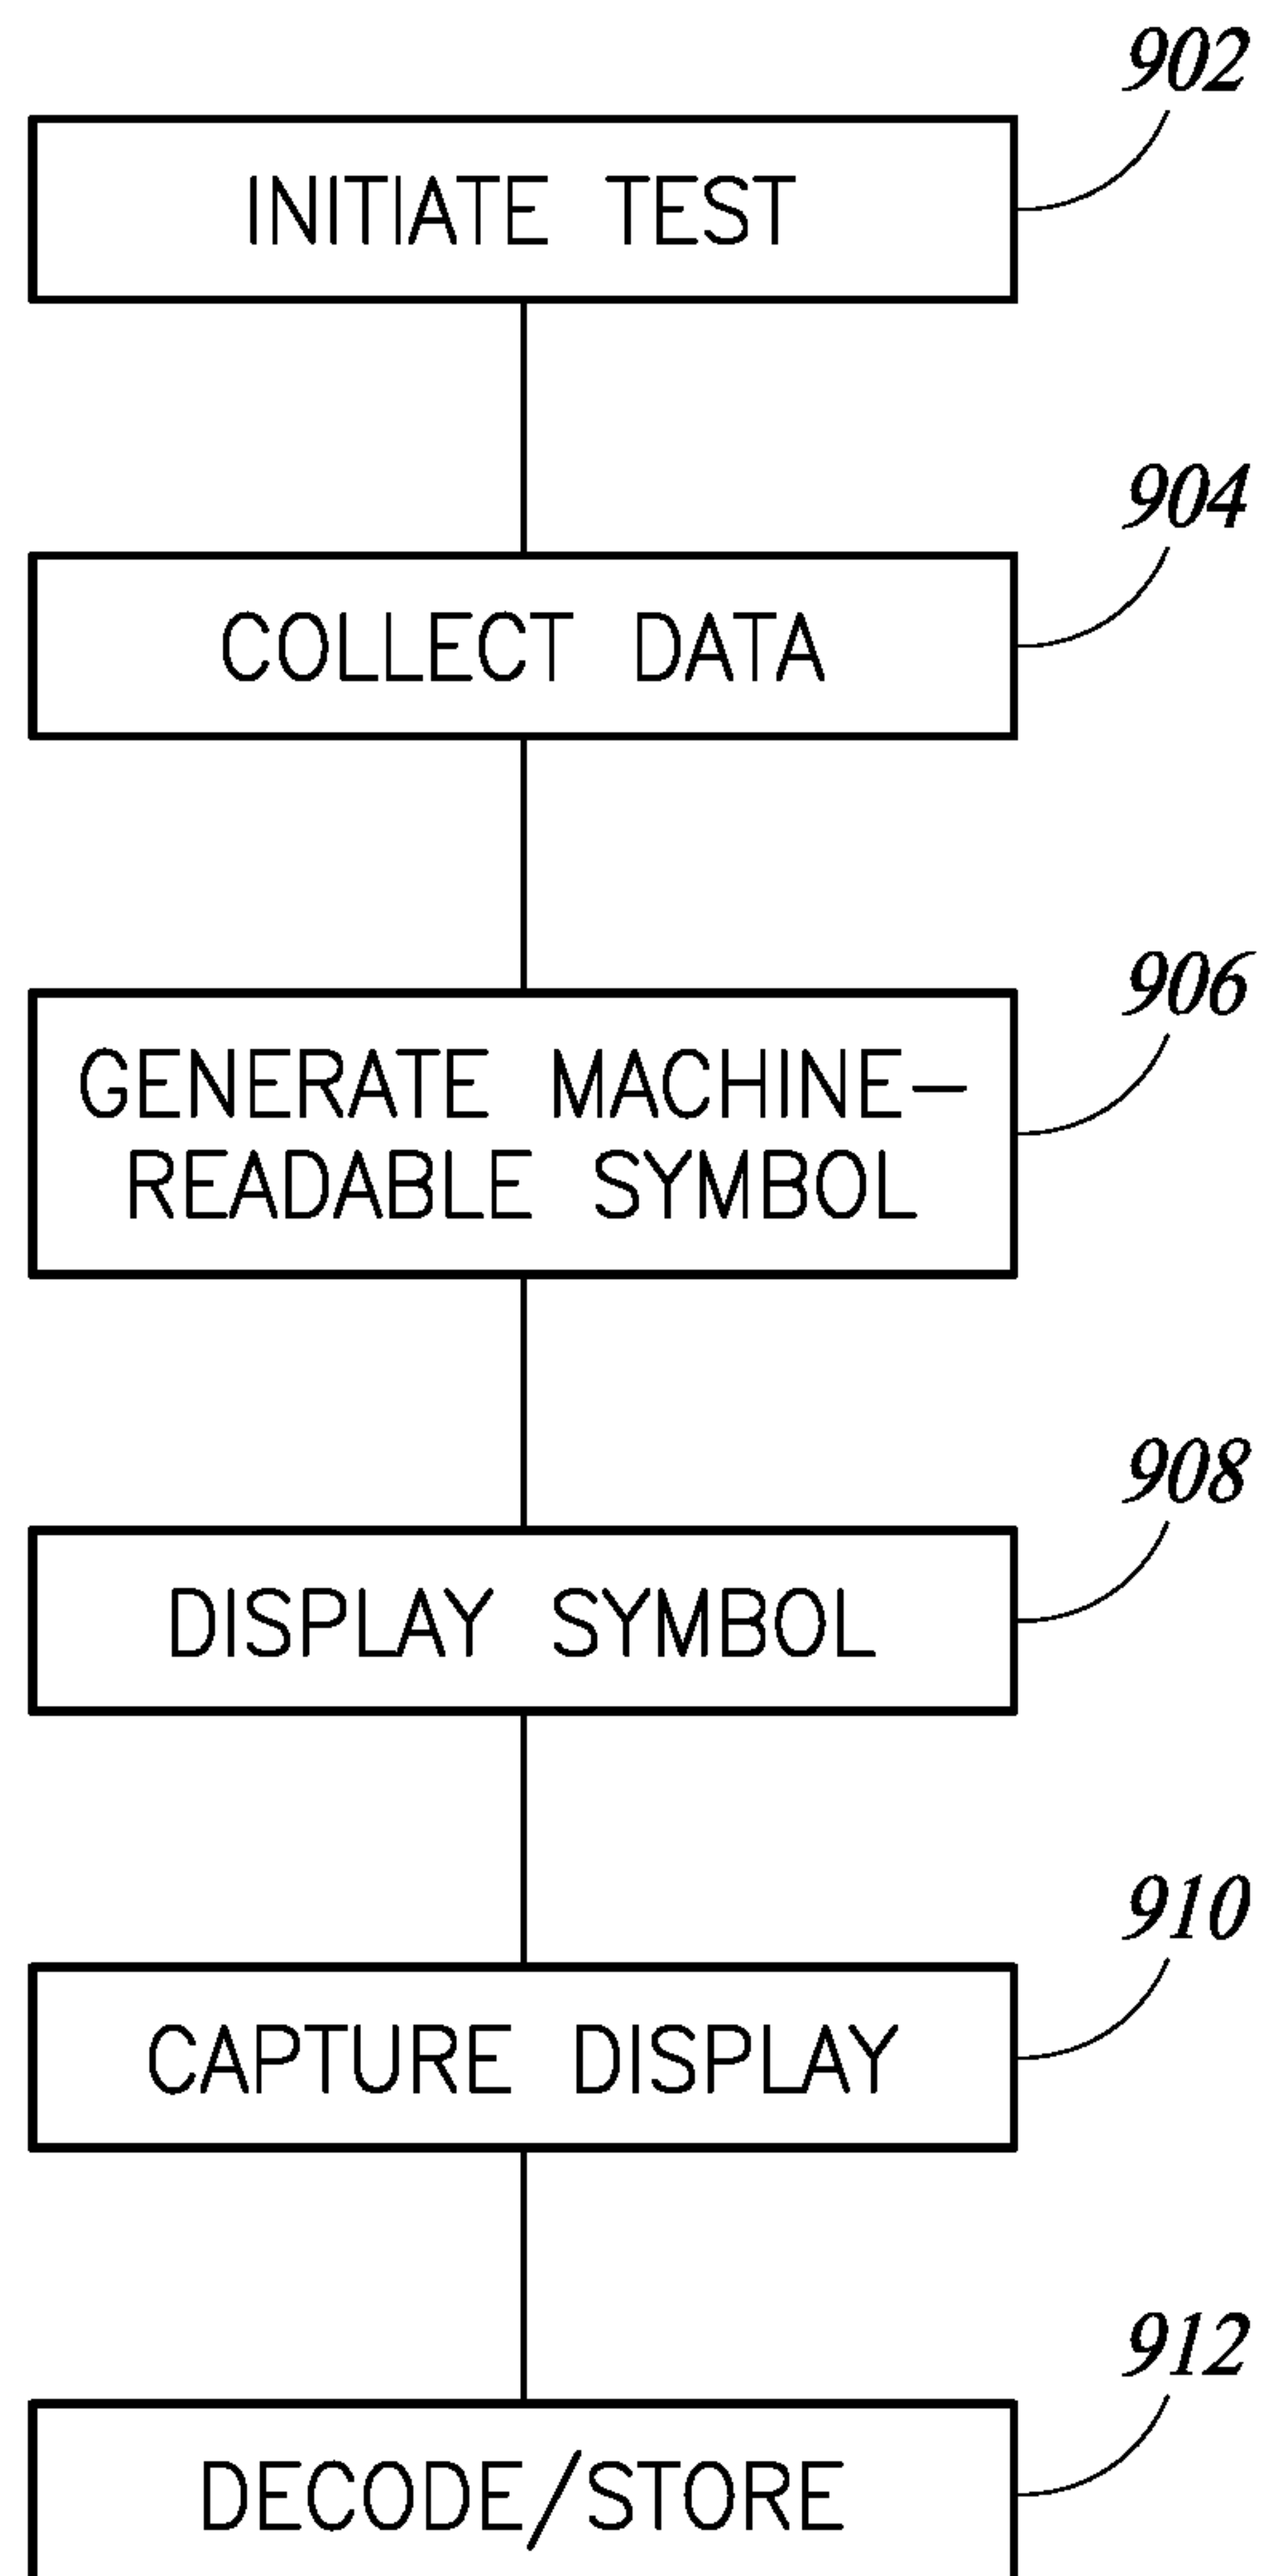 902
INITIATE TEST
904
COLLECT DATA
906
GENERATE MACHINE-
READABLE SYMBOL
908
DISPLAY SYMBOL
910
CAPTURE DISPLAY
912
DECODE/STORE